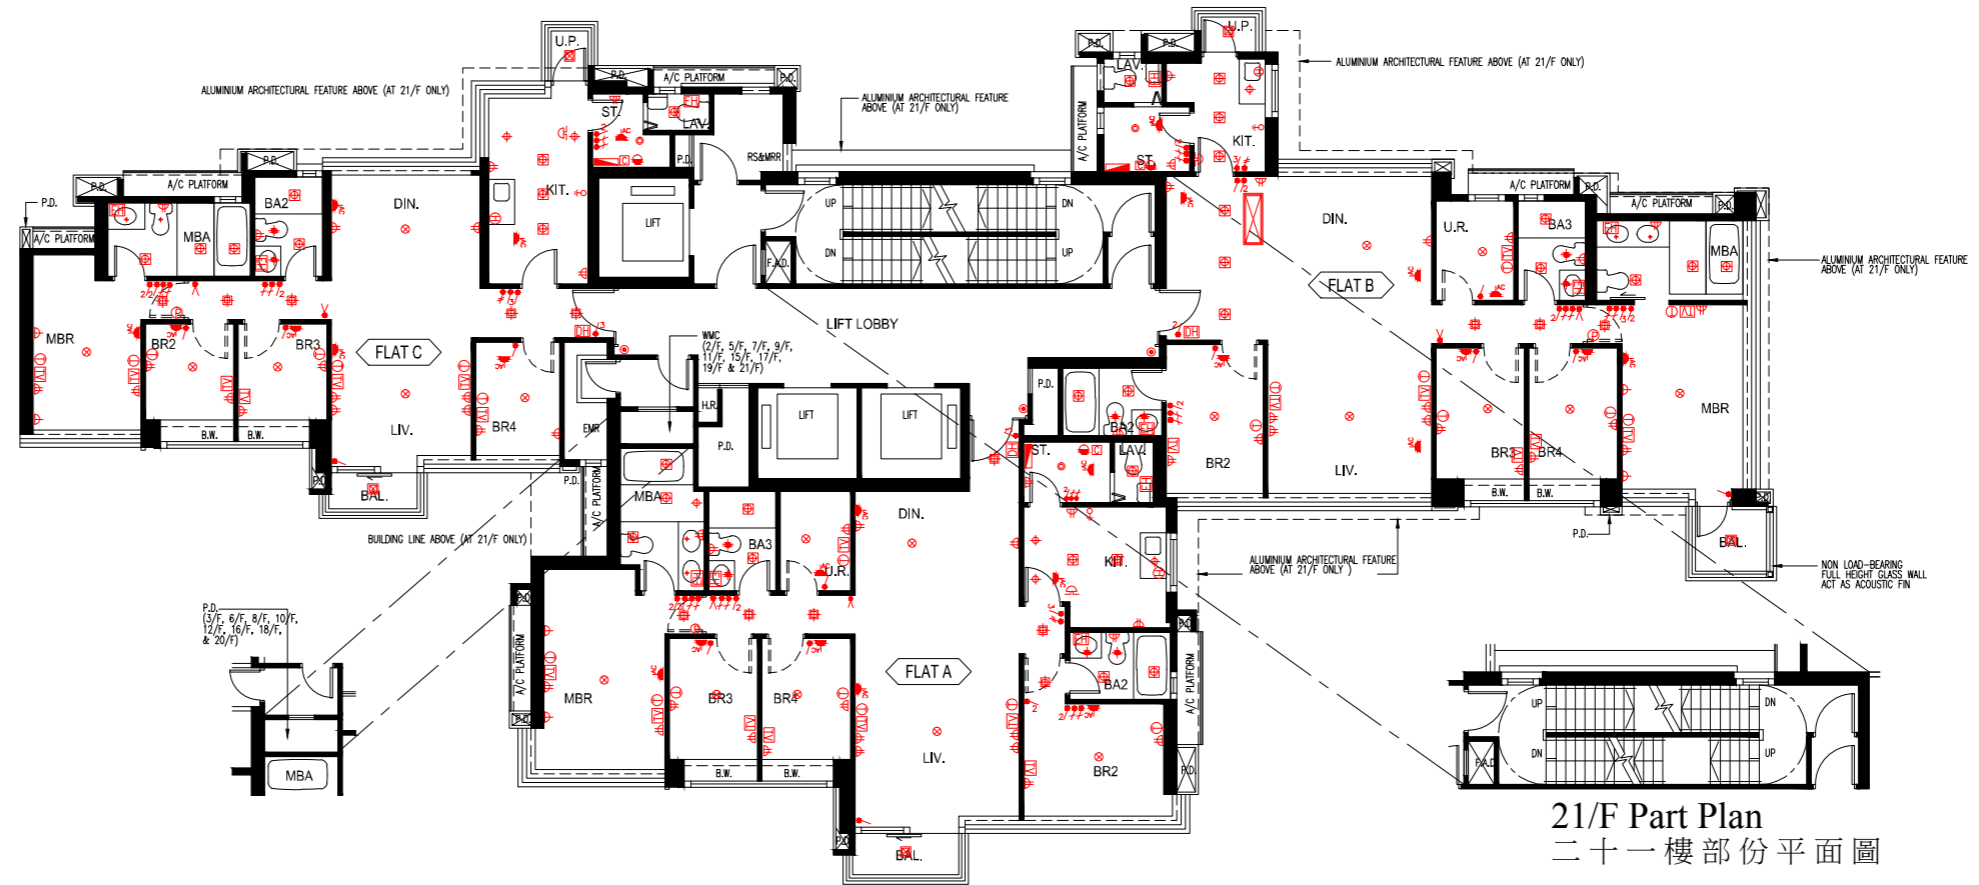 U.P.
U.P.
P.D.
A/C PLATFORM
P.D.
P.D.
P.D.
LAV.
ALUMINIUM ARCHITECTURAL FEATURE ABOVE (AT 21/F ONLY)
ALUMINIUM ARCHITECTURAL FEATURE ABOVE (AT 21/F ONLY)
ALUMINIUM ARCHITECTURAL FEATURE
ABOVE (AT 21/F ONLY)
ST.
LAV.
A/C PLATFORM
KIT.
ST.
P.D.
RS&MRR
P.D.
P.D.
A/C PLATFORM
KIT.
P.D.
A/C PLATFORM
BA2
DIN.
MBA
A/C PLATFORM
LIFT
UP
DN
DN
UP
F.A.D.
DIN.
U.R.
A/C PLATFORM
P.D.
BA3
A/C PLATFORM
P.D.
MBA
ALUMINIUM ARCHITECTURAL FEATURE
ABOVE (AT 21/F ONLY)
FLAT B
LIFT LOBBY
MBR
BR2
BR3
FLAT C
WMC
(2/F, 5/F, 7/F, 9/F,
11/F, 15/F, 17/F,
19/F & 21/F)
LIV.
BR4
B.W.
B.W.
EMR
H.R.
P.D.
LIFT
LIFT
P.D.
BA2
BR2
LIV.
BR3
BR4
MBR
B.W.
B.W.
P.D.
P.D.
BAL.
P.D.
A/C PLATFORM
BUILDING LINE ABOVE (AT 21/F ONLY)
MBA
BA3
U.R.
DIN.
ST.
LAV.
KIT.
ALUMINIUM ARCHITECTURAL FEATURE
ABOVE (AT 21/F ONLY )
P.D.
BAL.
NON LOAD-BEARING
FULL HEIGHT GLASS WALL
ACT AS ACOUSTIC FIN
P.D.
(3/F, 6/F, 8/F, 10/F,
12/F, 16/F, 18/F,
& 20/F)
P.D.
A/C PLATFORM
P.D.
MBR
BR3
BR4
FLAT A
LIV.
BA2
BR2
P.D.
A/C PLATFORM
P.D.
B.W.
B.W.
P.D.
BAL.
MBA
UP
DN
DN
UP
F.A.D
21/F Part Plan
二十一樓部份平面圖